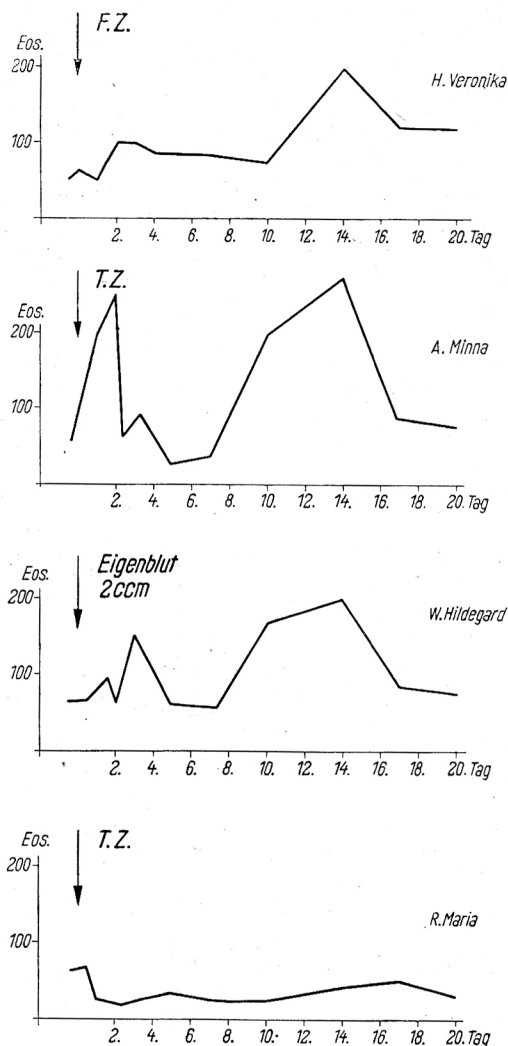 F.Z.
Eos.
200
H. Veronika
100
2. 4. 6. 8. 10. 12. 14. 16. 18. 20. Tag
T.Z.
Eos.
200
A. Minna
100
2. 4. 6. 8. 10. 12. 14. 16. 18. 20. Tag
Eigenblut
2ccm
Eos.
200
W. Hildegard
100
2. 4. 6. 8. 10. 12. 14. 16. 18. 20. Tag
T.Z.
Eos.
200
R. Maria
100
2. 4. 6. 8. 10. 12. 14. 16. 18. 20. Tag